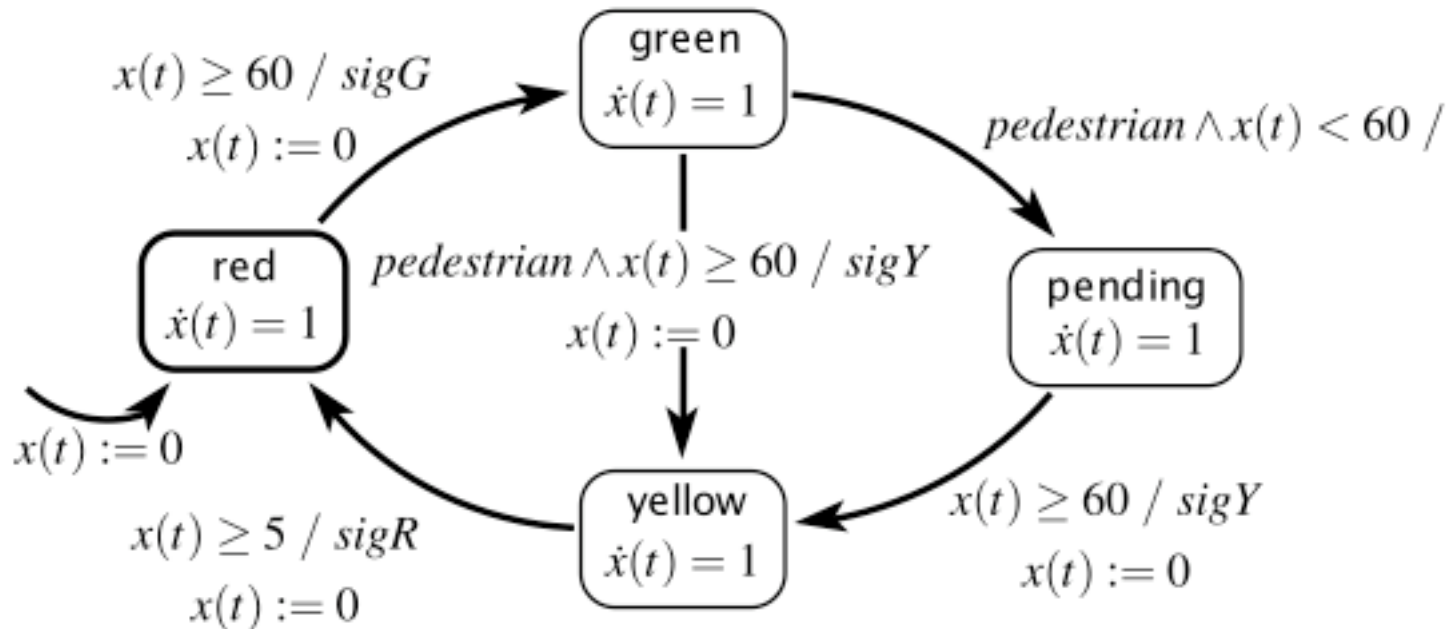 green
ẋ(t) = 1
x(t) ≥ 60 / sigG
x(t) := 0
pedestrian ∧ x(t) < 60 /
red
ẋ(t) = 1
pedestrian ∧ x(t) ≥ 60 / sigY
x(t) := 0
pending
ẋ(t) = 1
x(t) := 0
yellow
ẋ(t) = 1
x(t) ≥ 5 / sigR
x(t) := 0
x(t) ≥ 60 / sigY
x(t) := 0